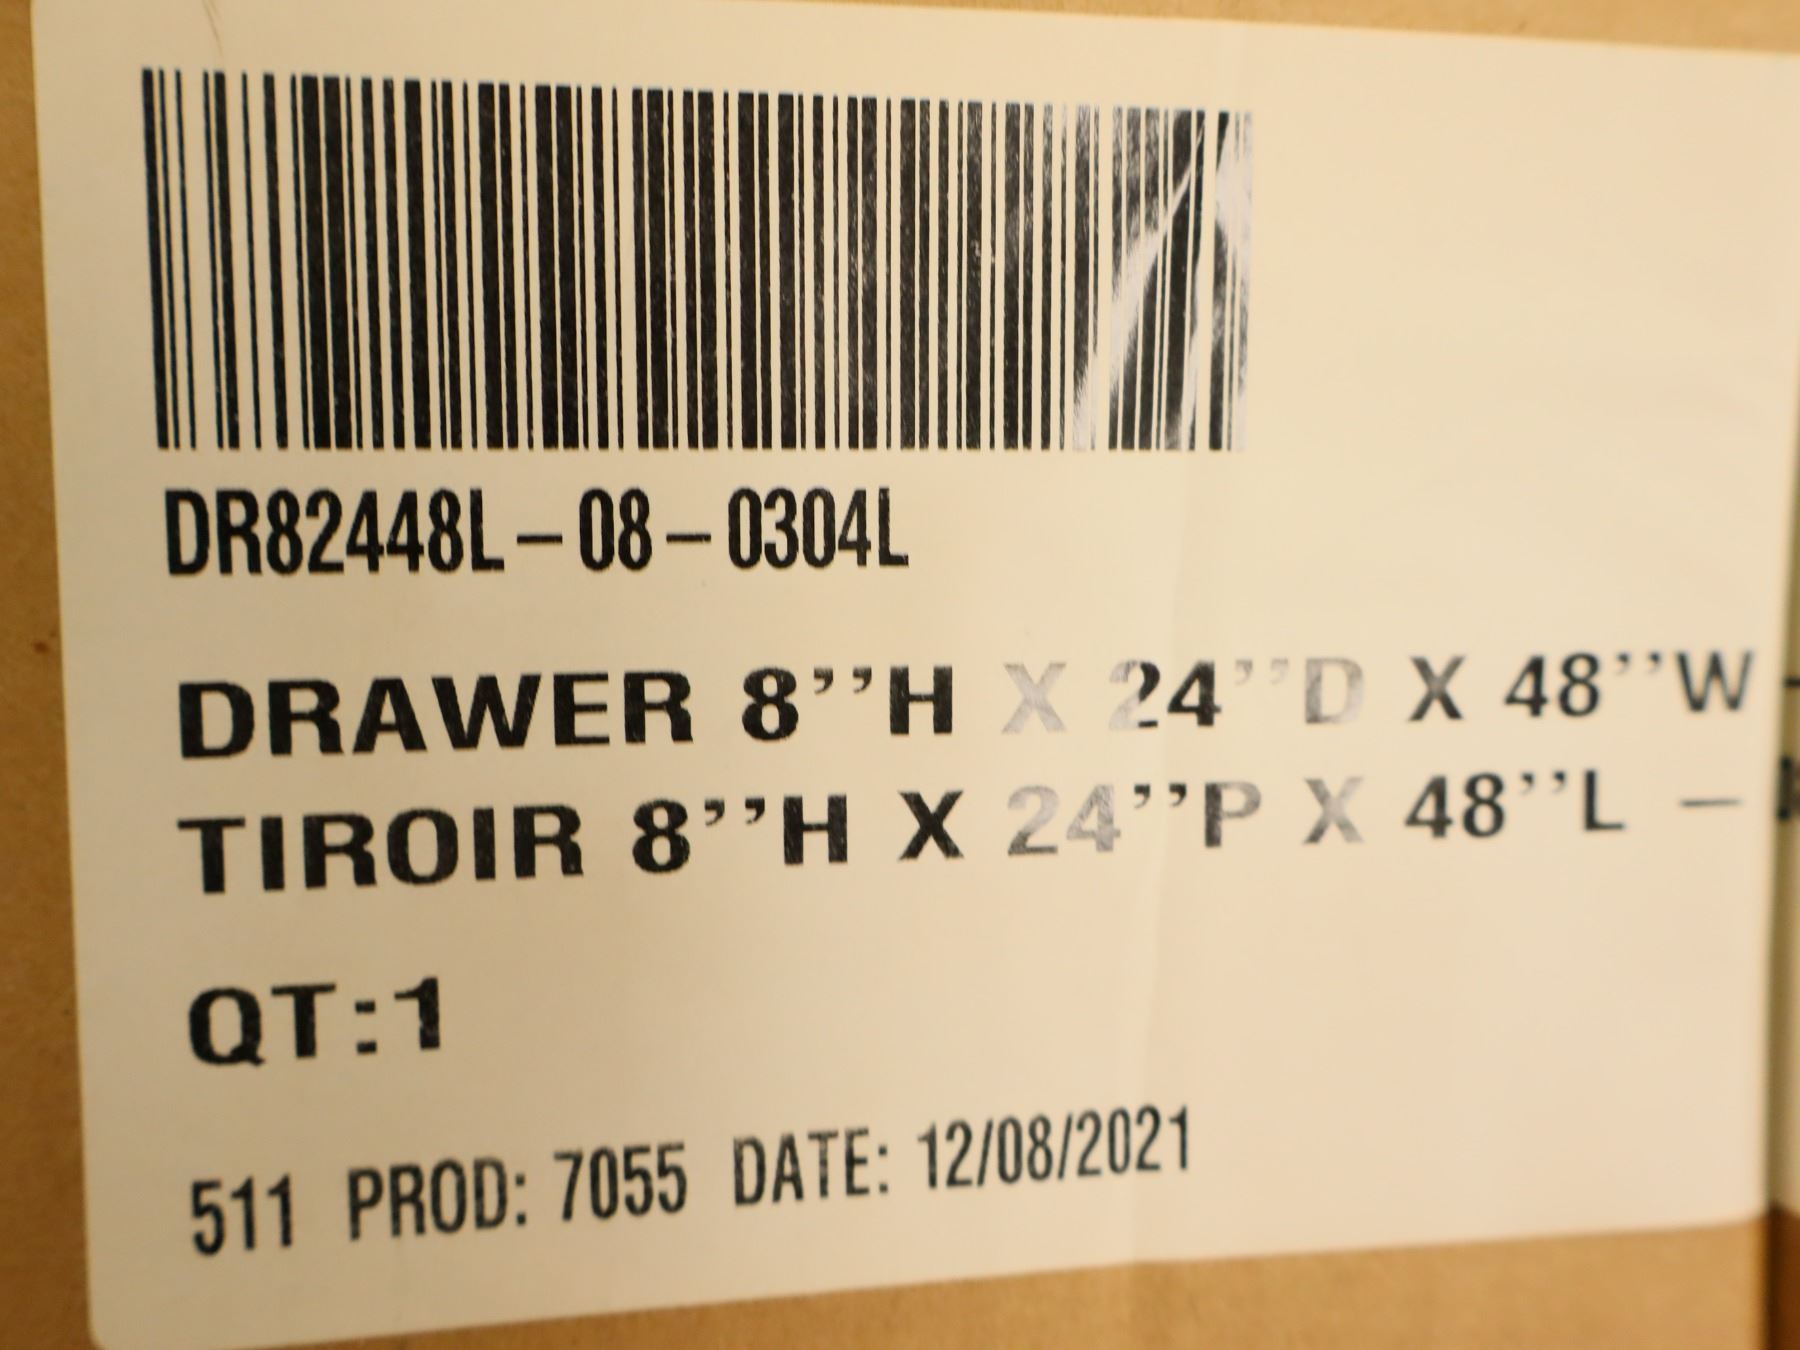 DR82448L-08-0304L
DRAWER 8''H X 24''D X 48''W
TIROIR 8''H X 24''P X 48''L -
QT:1
511 PROD: 7055 DATE: 12/08/2021